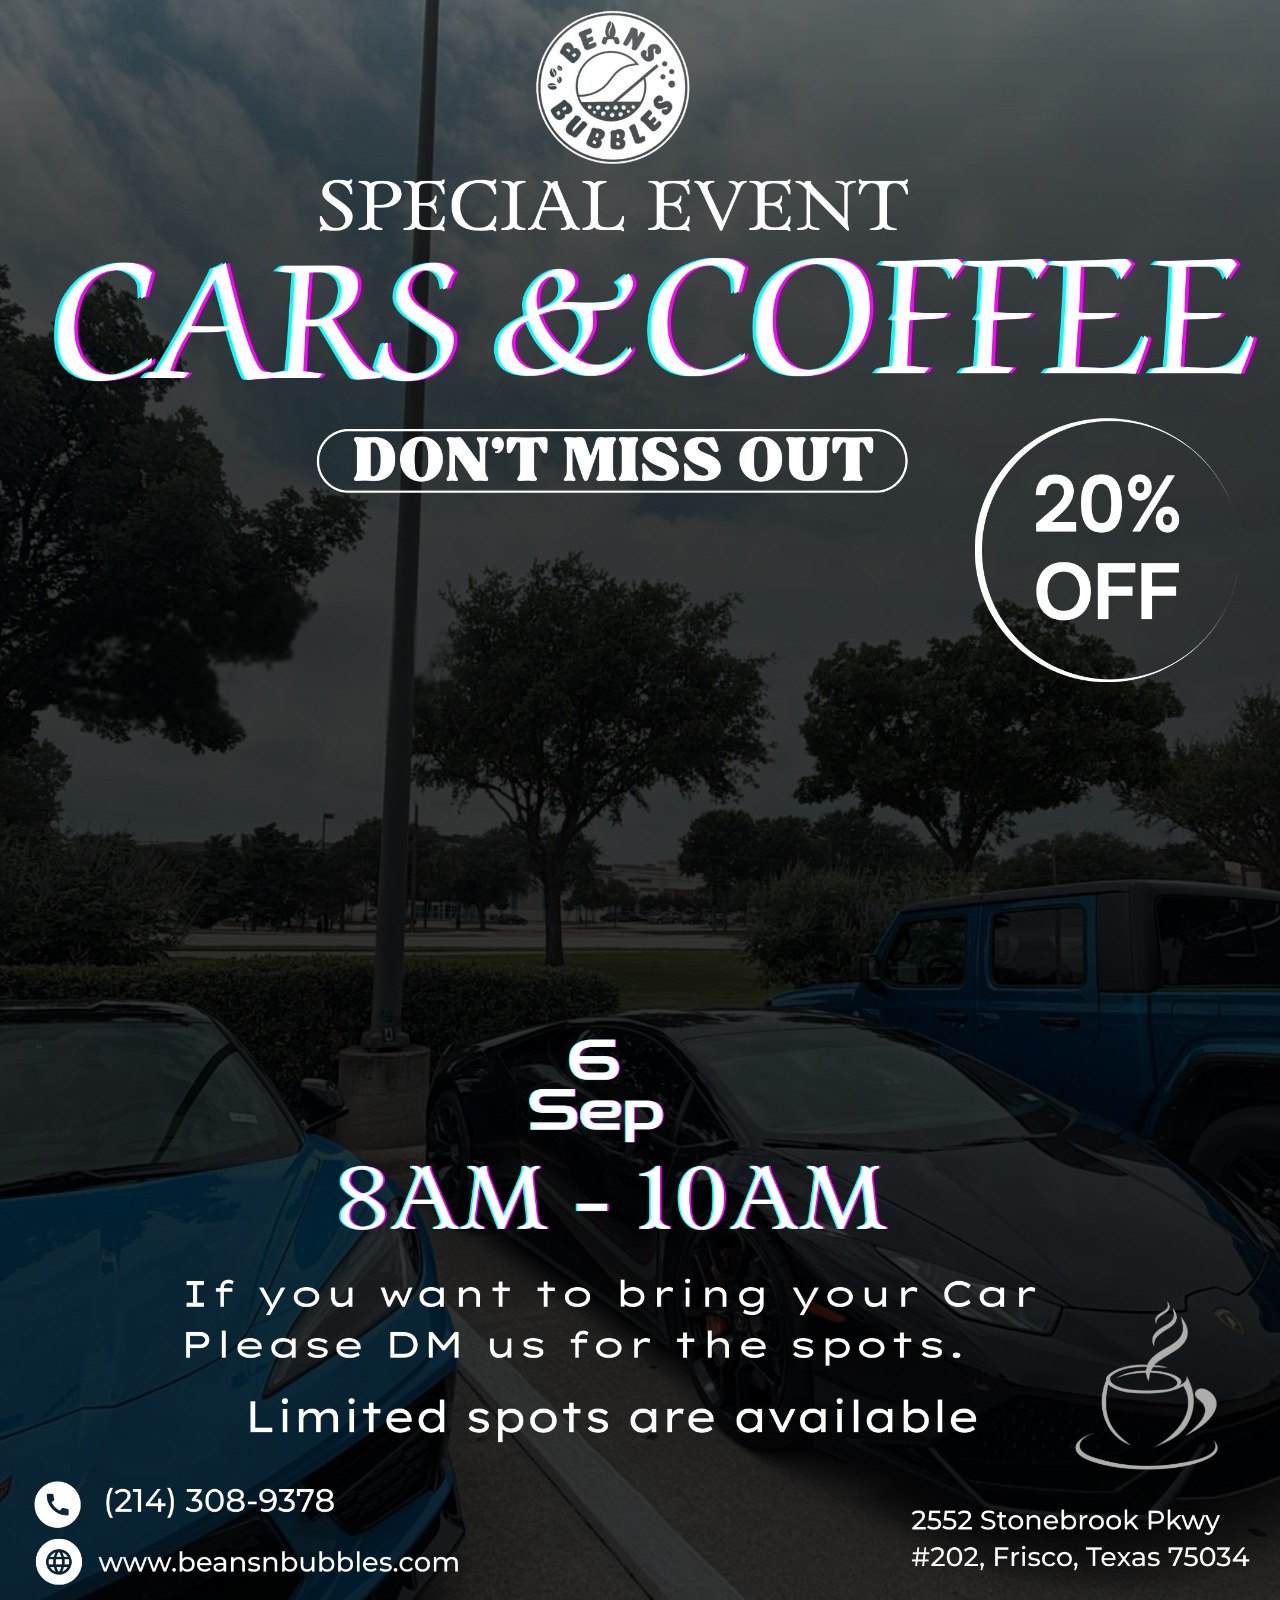 BEANS
BUBBLES
SPECIAL EVENT
CARS & COFFEE
DON'T MISS OUT
20%
OFF
6
Sep
8AM - 10AM
If you want to bring your Car
Please DM us for the spots.
Limited spots are available
(214) 308-9378
www.beansnbubbles.com
2552 Stonebrook Pkwy
#202, Frisco, Texas 75034